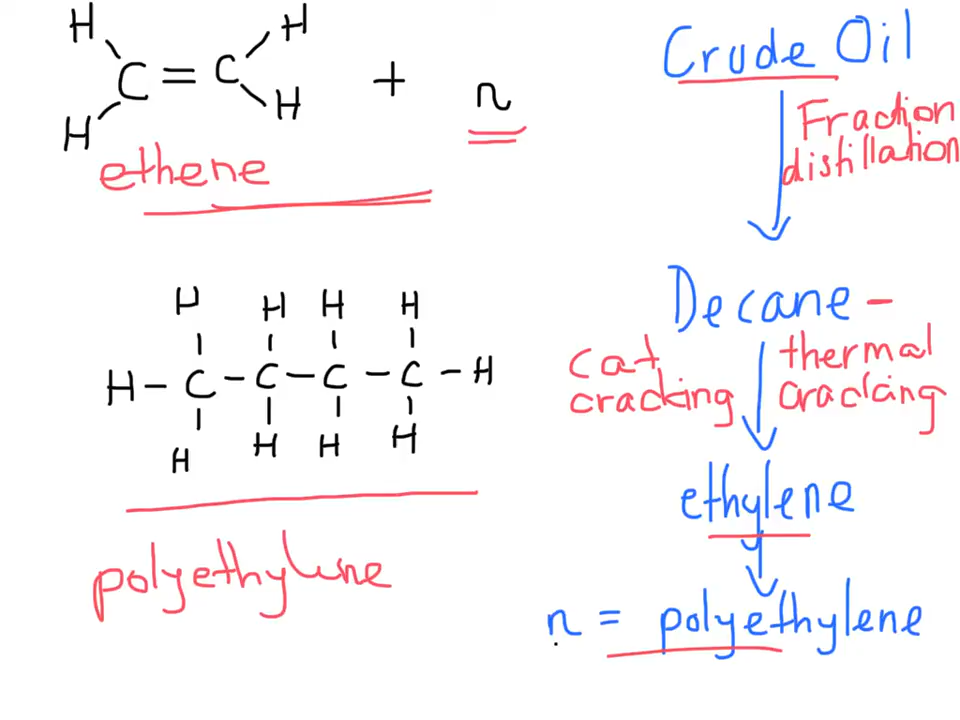 H H
C = C + n
H H
ethene
H H H H
H - C - C - C - C - H
H H H H
polyethylene
Crude Oil
Fraction
distillation
Decane -
cat
cracking
thermal
cracking
ethylene
n = polyethylene